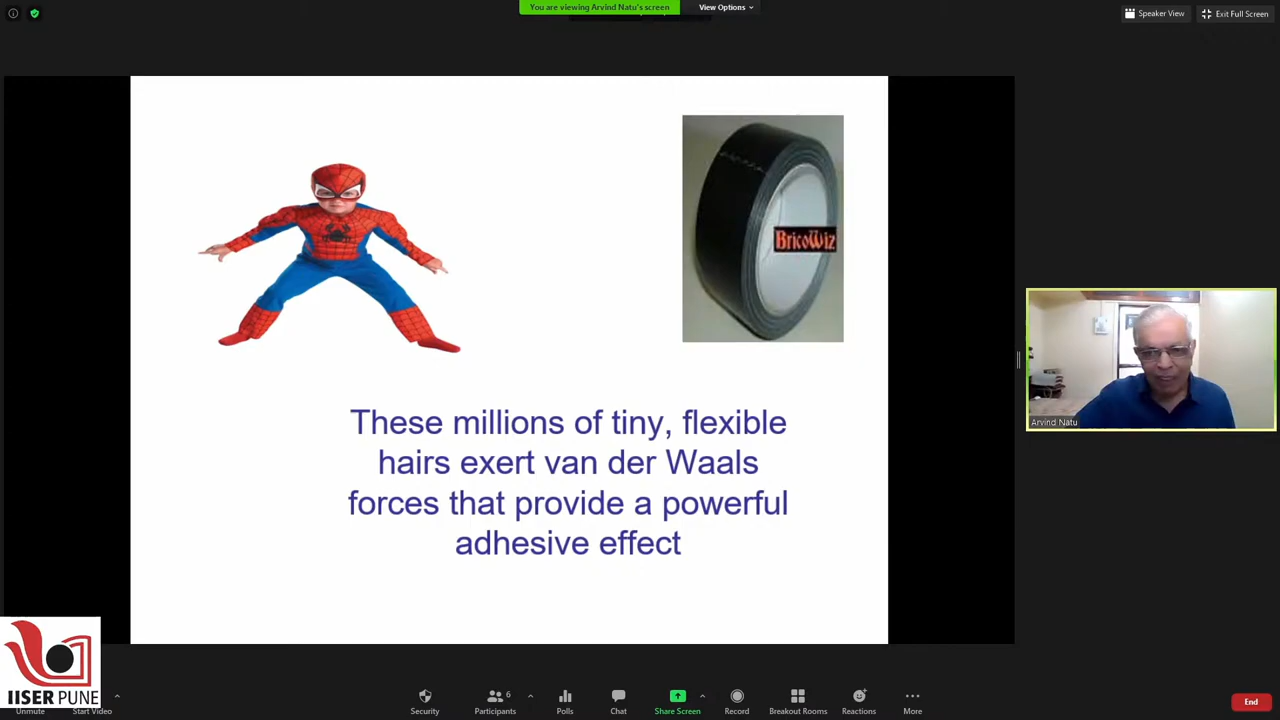 You are viewing Arvind Natu's screen
View Options
Speaker View
Exit Full Screen
BricoWiz
These millions of tiny, flexible
hairs exert van der Waals
forces that provide a powerful
adhesive effect
Arvind Natu
IISER PUNE
Unmute
Start Video
Security
Participants
6
Polls
Chat
Share Screen
Record
Breakout Rooms
Reactions
More
End